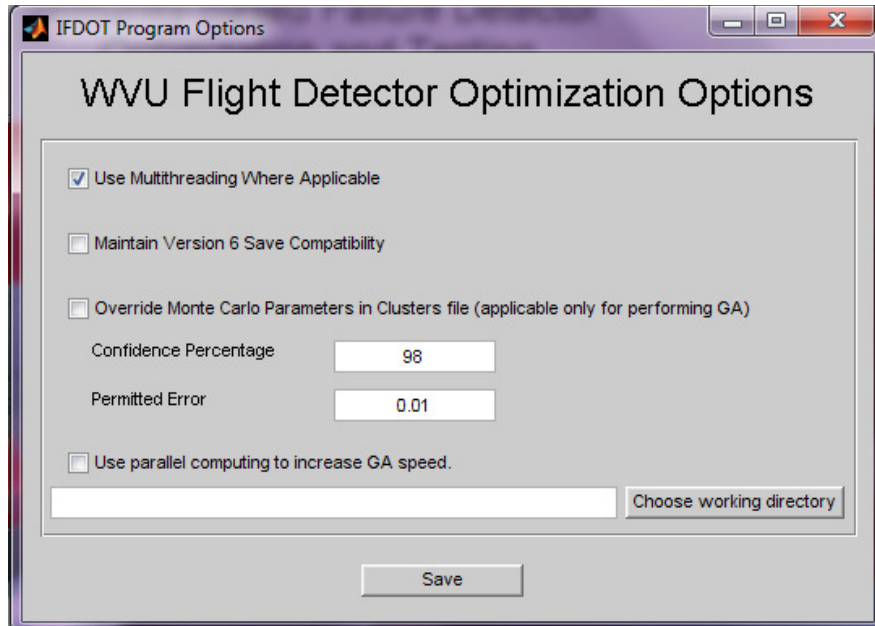 IFDOT Program Options
WVU Flight Detector Optimization Options
Use Multithreading Where Applicable
Maintain Version 6 Save Compatibility
Override Monte Carlo Parameters in Clusters file (applicable only for performing GA)
Confidence Percentage 98
Permitted Error 0.01
Use parallel computing to increase GA speed.
Choose working directory
Save